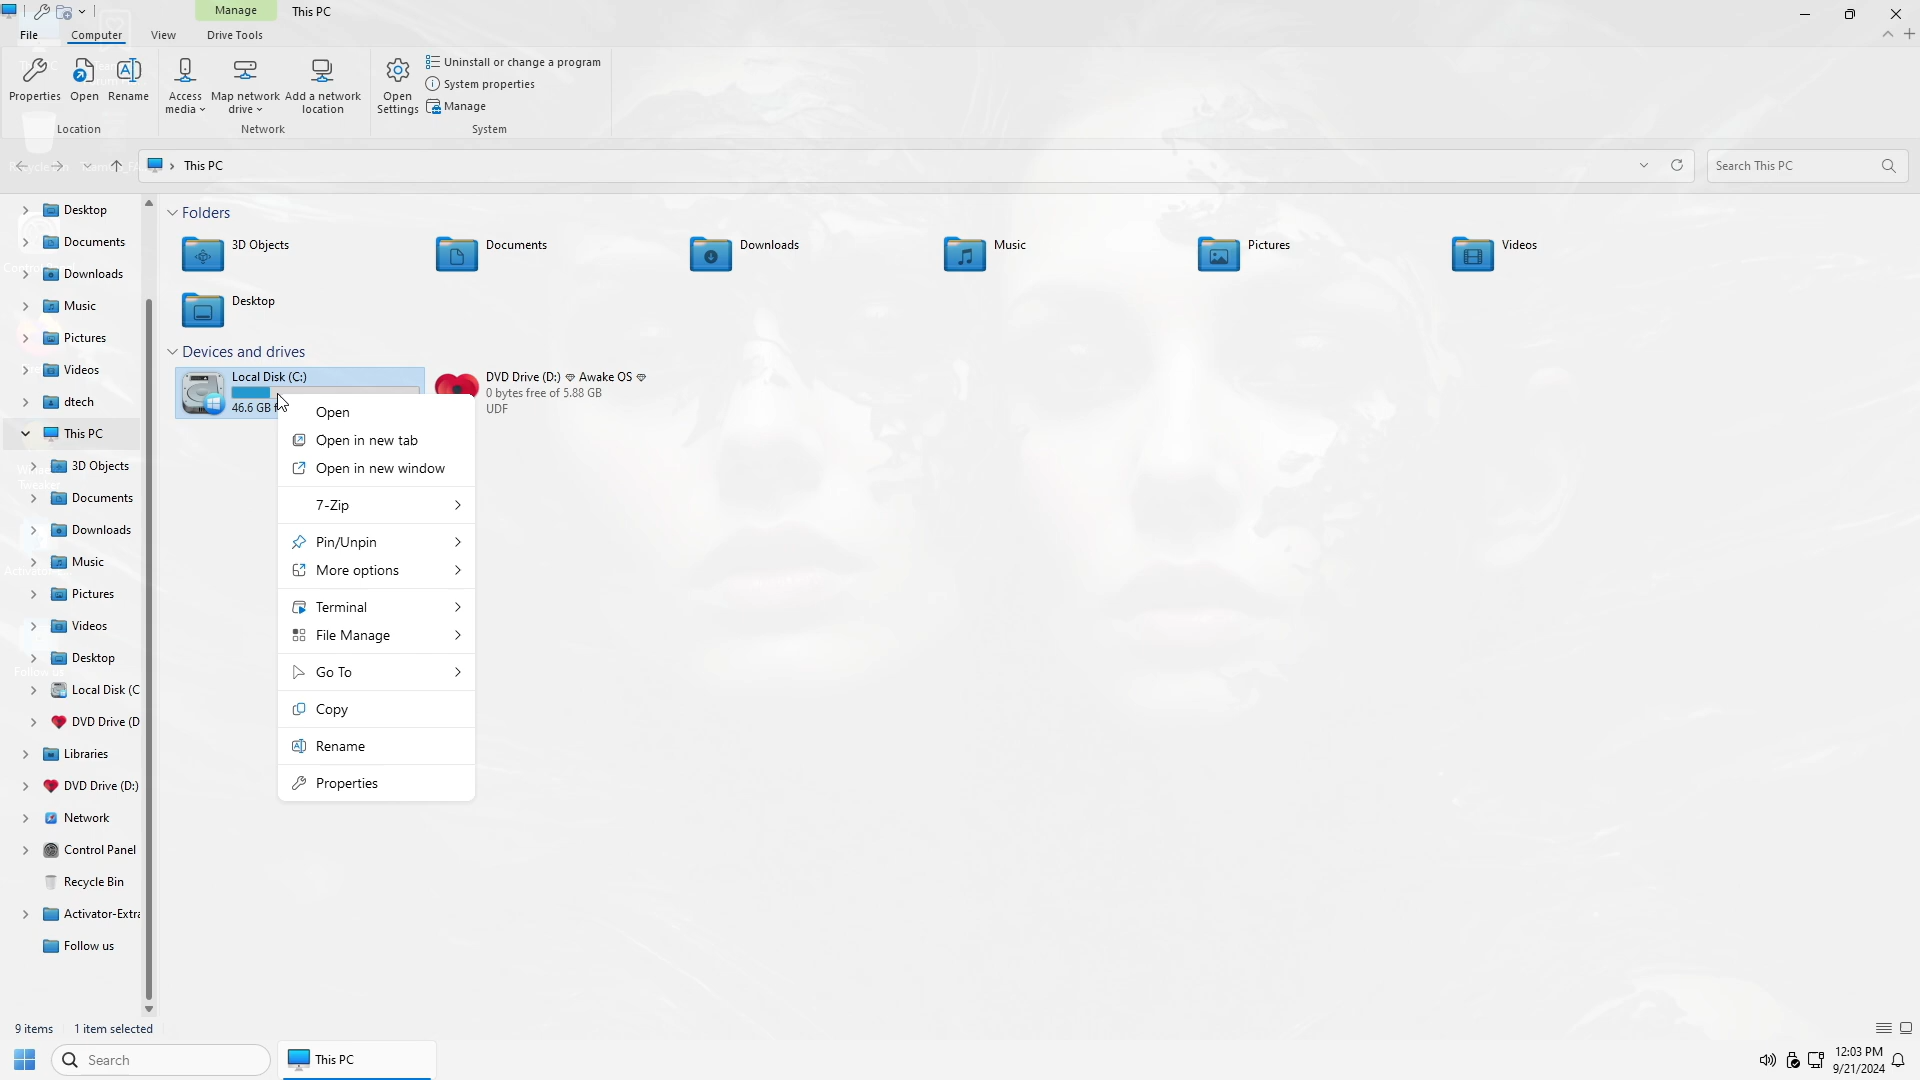 Manage
This PC
File
Computer
View
Drive Tools
Properties
Open
Rename
Access media
Map network drive
Add a network location
Open Settings
Uninstall or change a program
System properties
Manage
Location
Network
System
This PC
Search This PC
Desktop
Documents
Downloads
Music
Pictures
Videos
dtech
This PC
3D Objects
Documents
Downloads
Music
Pictures
Videos
Desktop
Local Disk (C
DVD Drive (D
Libraries
DVD Drive (D:)
Network
Control Panel
Recycle Bin
Activator-Extra
Follow us
Folders
3D Objects
Documents
Downloads
Music
Pictures
Videos
Desktop
Devices and drives
Local Disk (C:)
46.6 GB
DVD Drive (D:) 💎 Awake OS 💎
0 bytes free of 5.88 GB
UDF
Open
Open in new tab
Open in new window
7-Zip
Pin/Unpin
More options
Terminal
File Manage
Go To
Copy
Rename
Properties
9 items
1 item selected
Search
This PC
12:03 PM
9/21/2024